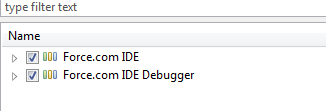 type filter text
Name
Force.com IDE
Force.com IDE Debugger